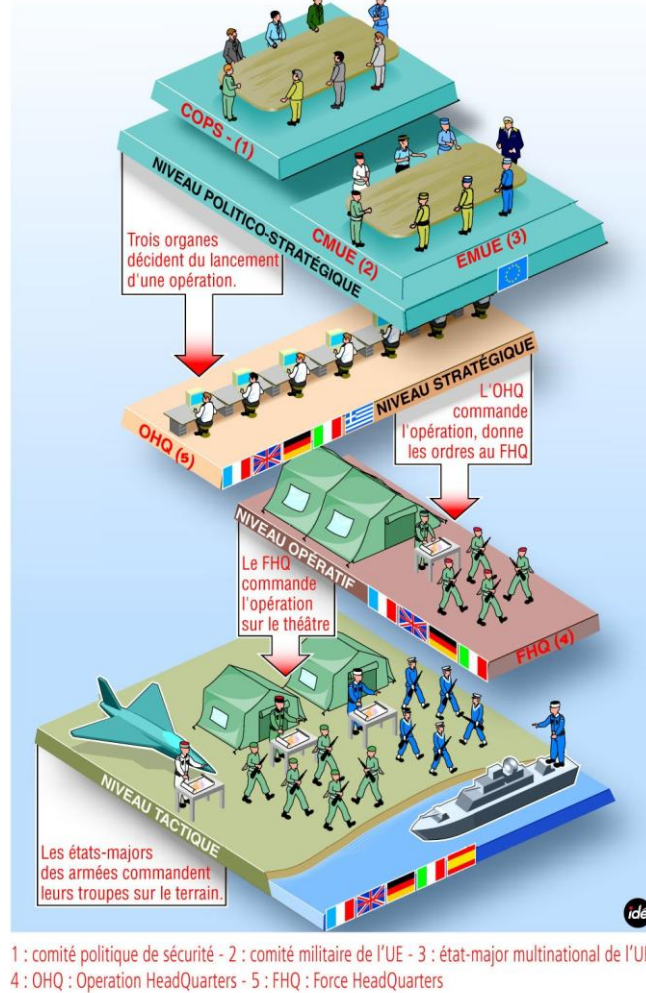 COPS - (1)
NIVEAU POLITICO-STRATÉGIQUE
CMUE (2)
EMUE (3)
Trois organes
décident du lancement
d'une opération.
NIVEAU STRATÉGIQUE
OHQ (5)
L'OHQ
commande
l'opération, donne
les ordres au FHQ
NIVEAU OPÉRATIF
FHQ (4)
Le FHQ
commande
l'opération
sur le théâtre
NIVEAU TACTIQUE
Les états-majors
des armées commandent
leurs troupes sur le terrain.
idé
1 : comité politique de sécurité - 2 : comité militaire de l'UE - 3 : état-major multinational de l'UE
4 : OHQ : Operation HeadQuarters - 5 : FHQ : Force HeadQuarters